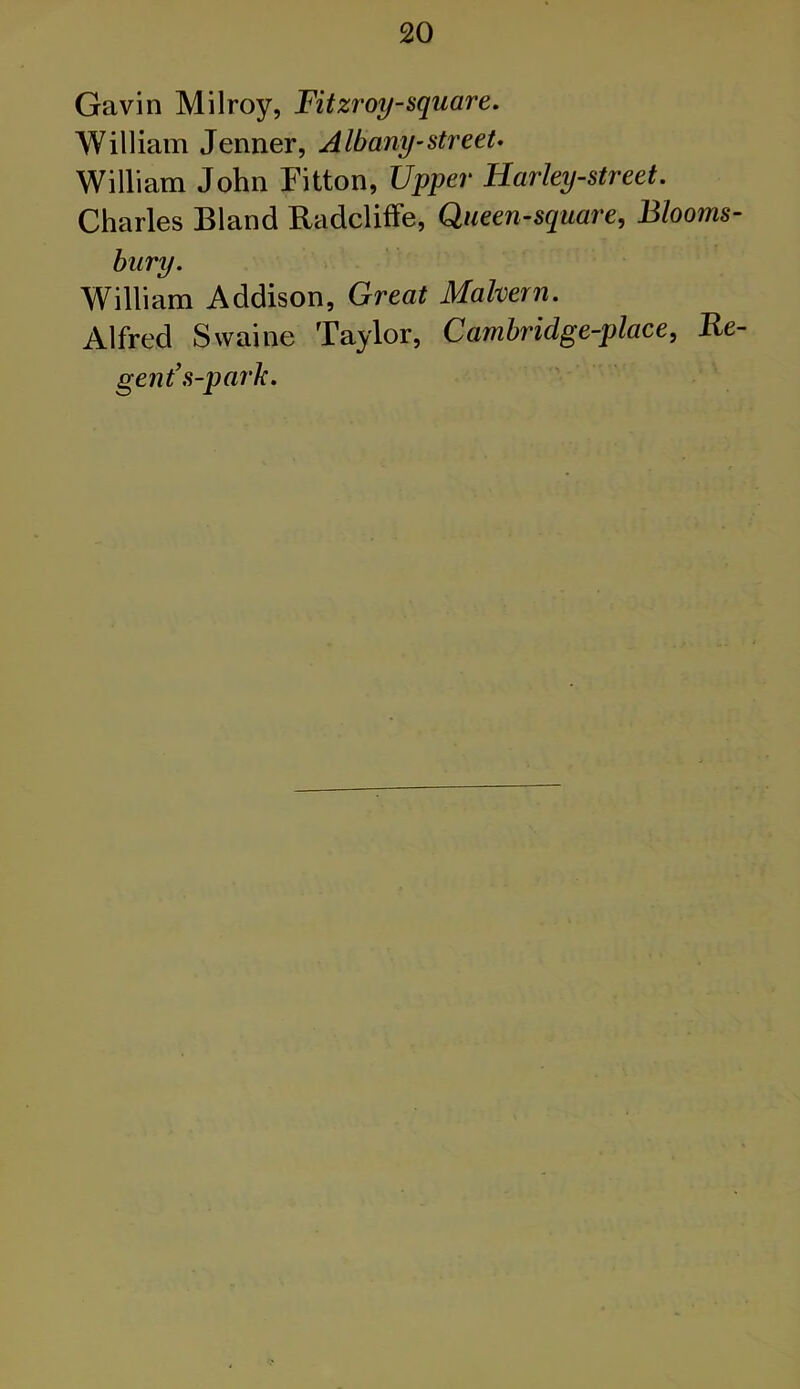 20
Gavin Milroy, Fitzroy-square.
William Jenner, Albany-street.
William John Fitton, Upper Harley-street.
Charles Bland Radcliffe, Queen-square, Blooms-
bury.
William Addison, Great Malvern.
Alfred Swaine Taylor, Cambridge-place, Re-
gent's-park.